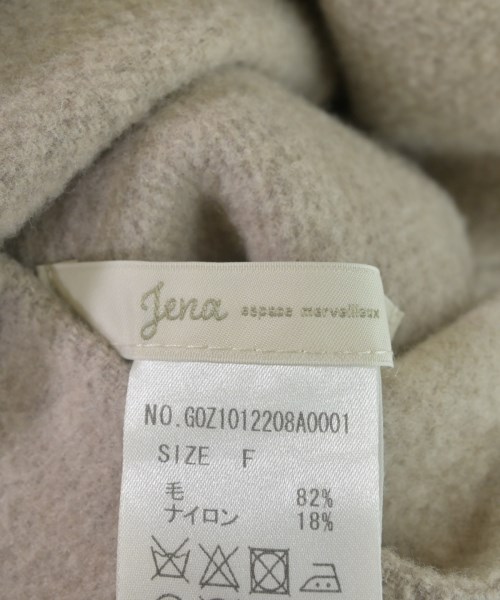 Jena espace merveilleux
NO.G0Z1012208A0001
SIZE F
毛 82%
ナイロン 18%